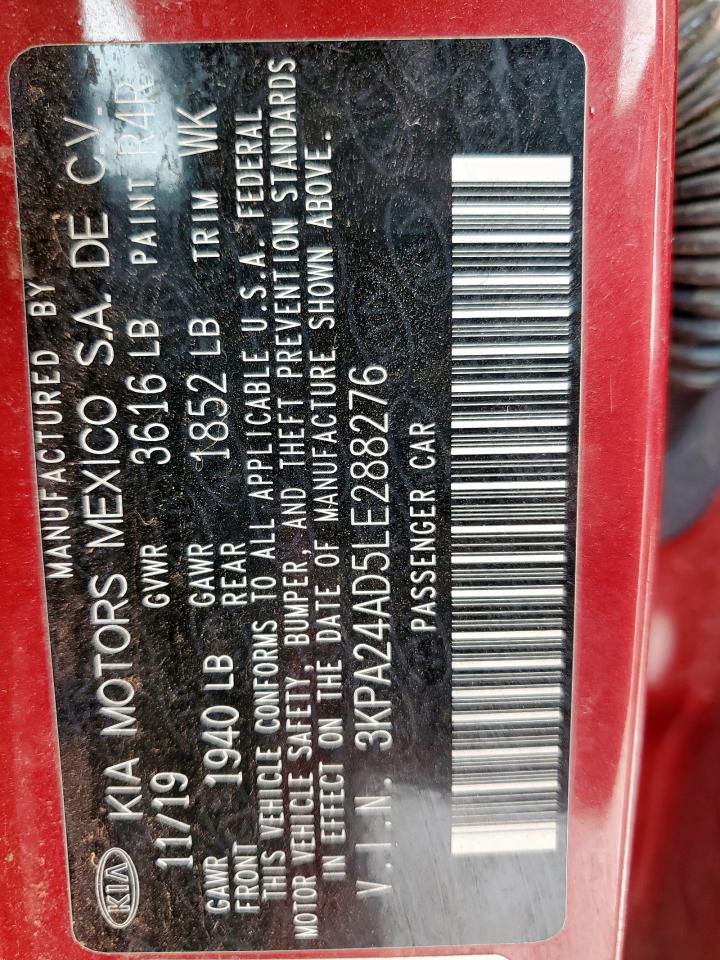 MANUFACTURED BY
KIA KIA MOTORS MEXICO S.A. DE C.V.
11/19 GVWR 3616 LB PAINT R4R
GAWR FRONT 1940 LB GAWR REAR 1852 LB TRIM WK
THIS VEHICLE CONFORMS TO ALL APPLICABLE U.S.A. FEDERAL
MOTOR VEHICLE SAFETY, BUMPER, AND THEFT PREVENTION STANDARDS
IN EFFECT ON THE DATE OF MANUFACTURE SHOWN ABOVE.
V.I.N. 3KPA24AD5LE288276
PASSENGER CAR